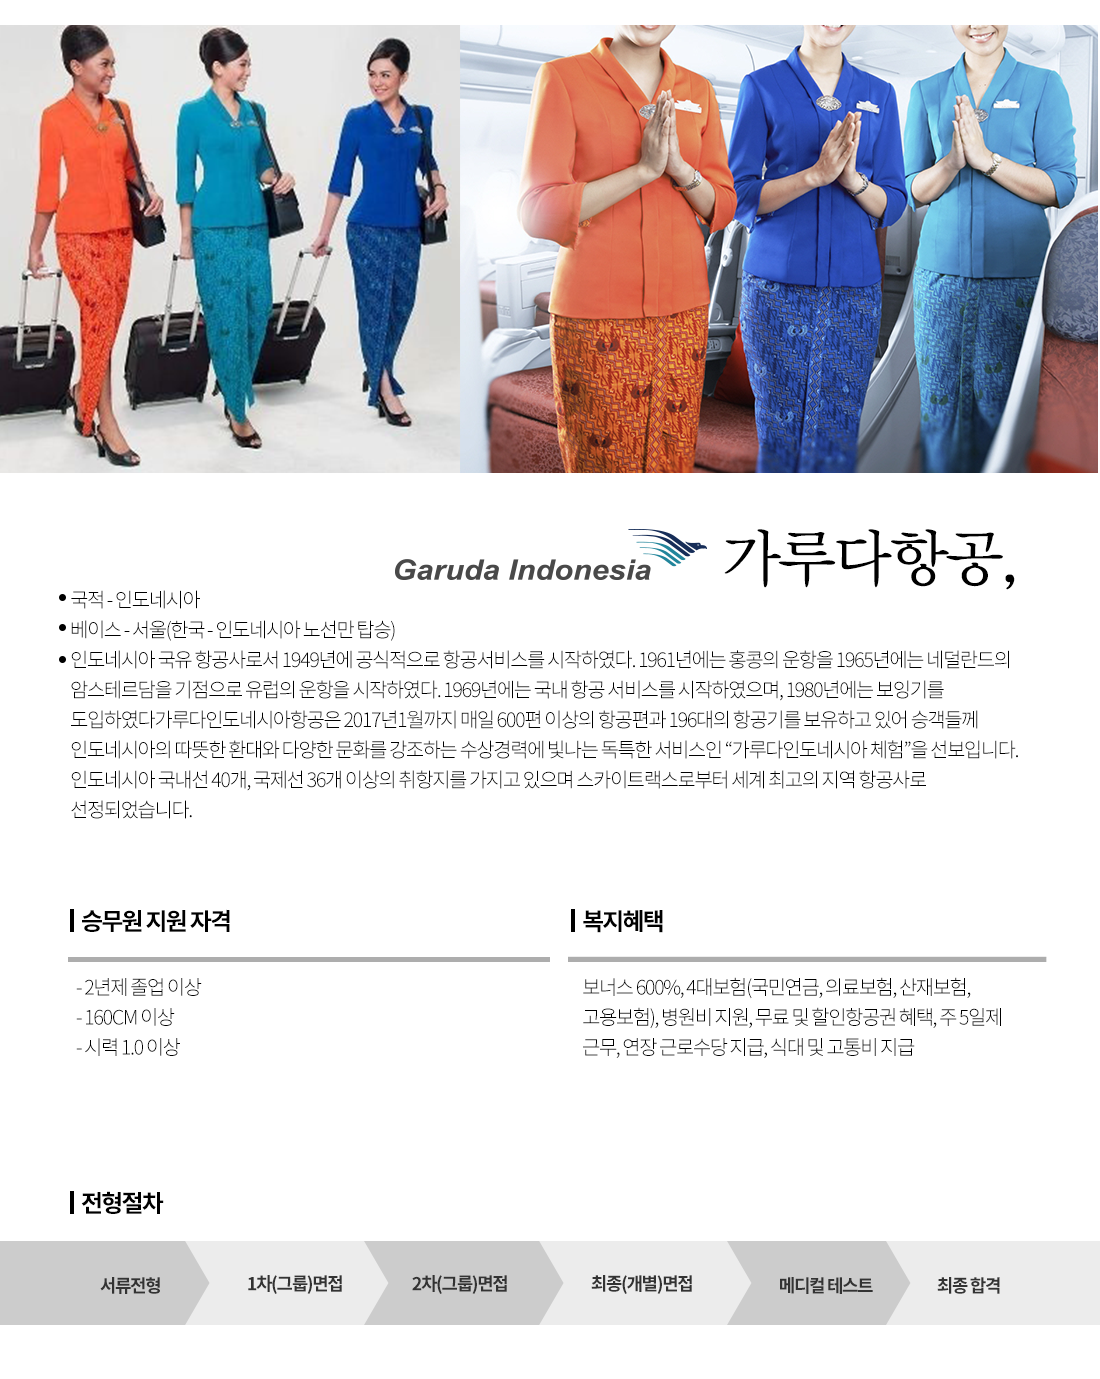 Garuda Indonesia 가루다항공,
• 국적 - 인도네시아
• 베이스 - 서울(한국 - 인도네시아 노선만 탑승)
• 인도네시아 국유 항공사로서 1949년에 공식적으로 항공서비스를 시작하였다. 1961년에는 홍콩의 운항을 1965년에는 네덜란드의
암스테르담을 기점으로 유럽의 운항을 시작하였다. 1969년에는 국내 항공 서비스를 시작하였으며, 1980년에는 보잉기를
도입하였다가루다인도네시아항공은 2017년1월까지 매일 600편 이상의 항공편과 196대의 항공기를 보유하고 있어 승객들께
인도네시아의 따뜻한 환대와 다양한 문화를 강조하는 수상경력에 빛나는 독특한 서비스인 “가루다인도네시아 체험”을 선보입니다.
인도네시아 국내선 40개, 국제선 36개 이상의 취항지를 가지고 있으며 스카이트랙스로부터 세계 최고의 지역 항공사로
선정되었습니다.
승무원 지원 자격
- 2년제 졸업 이상
- 160CM 이상
- 시력 1.0 이상
복지혜택
보너스 600%, 4대보험(국민연금, 의료보험, 산재보험,
고용보험), 병원비 지원, 무료 및 할인항공권 혜택, 주 5일제
근무, 연장 근로수당 지급, 식대 및 고통비 지급
전형절차
서류전형
1차(그룹)면접
2차(그룹)면접
최종(개별)면접
메디컬 테스트
최종 합격